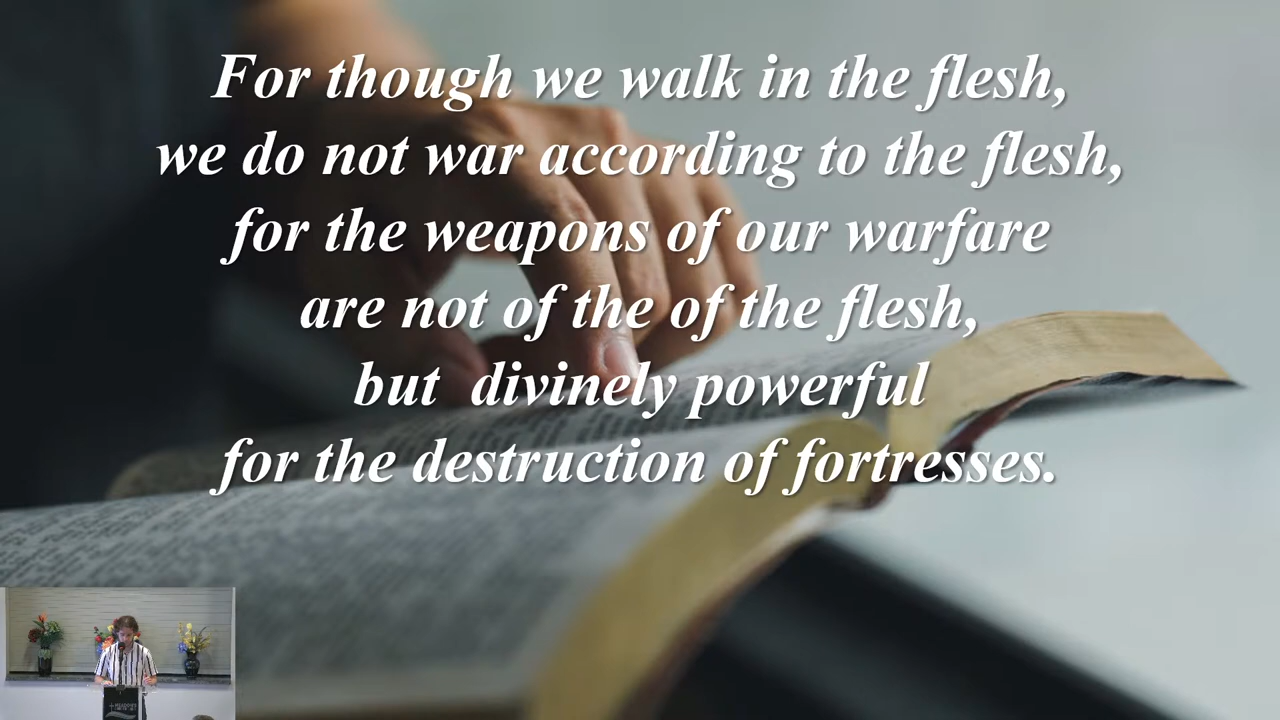 For though we walk in the flesh,
we do not war according to the flesh,
for the weapons of our warfare
are not of the of the flesh,
but divinely powerful
for the destruction of fortresses.